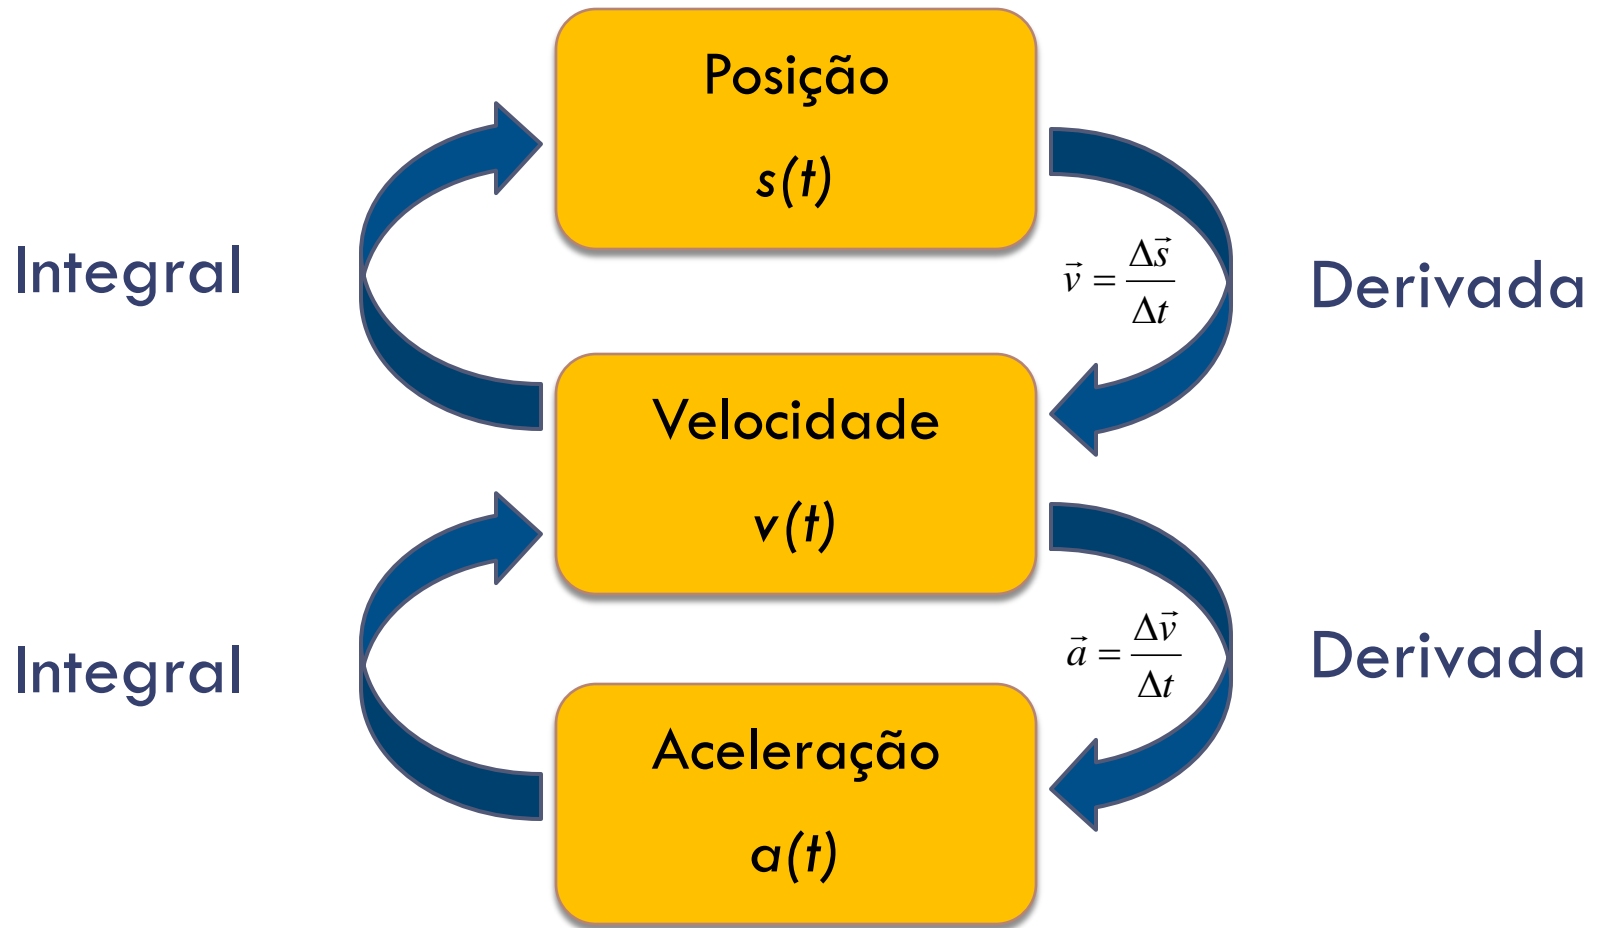 Posição
s(t)
Integral
Derivada
v⃗ = Δs⃗/Δt
Velocidade
v(t)
Integral
Derivada
a⃗ = Δv⃗/Δt
Aceleração
a(t)